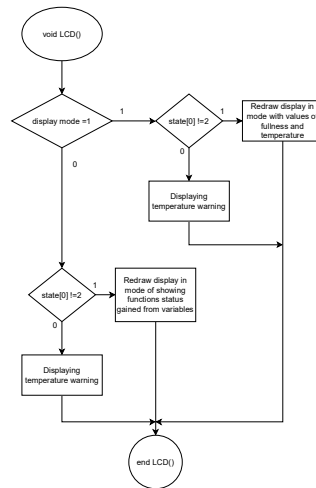 void LCD()
display mode =1
1
state[0] !=2
1
Redraw display in
mode with values of
fullness and
temperature
0
0
Displaying
temperature warning
state[0] !=2
1
Redraw display in
mode of showing
functions status
gained from variables
0
Displaying
temperature warning
end LCD()